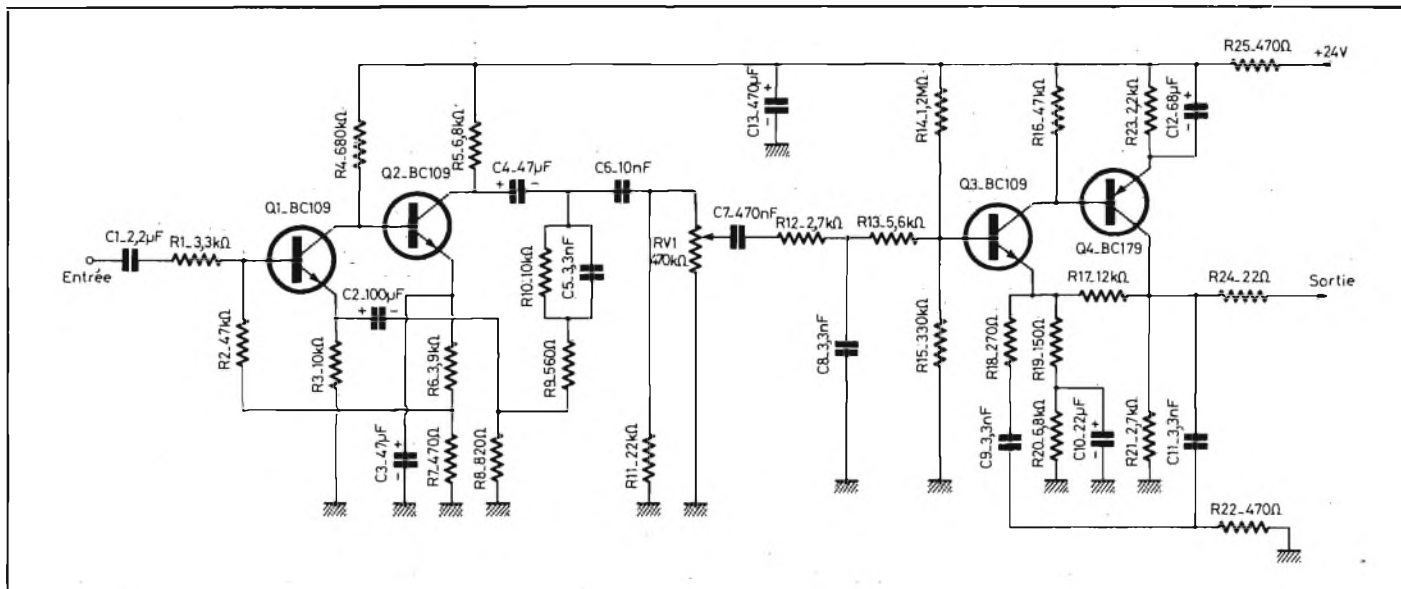 R25_470Ω
+24V
R4_680kΩ
R5_6,8kΩ
C13_470µF
+
-
R14_1,2MΩ
R16_47kΩ
R23_2,2kΩ
C12_68µF
+
-
Q2_BC109
C4_47µF
+
-
C6_10nF
Q1_BC109
Q3_BC109
Q4_BC179
C1_2,2µF
R1_3,3kΩ
Entrée
RV1
470kΩ
C7_470nF
R12_2,7kΩ
R13_5,6kΩ
R10_10kΩ
C5_3,3nF
R17_12kΩ
R24_22Ω
Sortie
C2_100µF
+
-
R2_47kΩ
R3_10kΩ
R6_3,9kΩ
R9_560Ω
C8_3,3nF
R15_330kΩ
R18_270Ω
R19_150Ω
C3_47µF
+
-
R7_470Ω
R8_820Ω
R11_22kΩ
C9_3,3nF
R20_6,8kΩ
C10_22µF
+
-
R21_2,7kΩ
C11_3,3nF
R22_470Ω